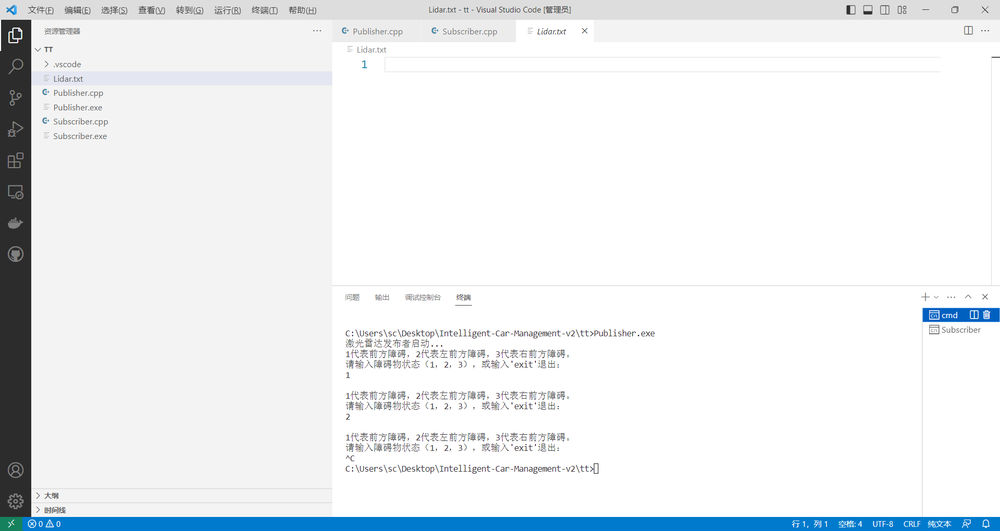 文件(F) 编辑(E) 选择(S) 查看(V) 转到(G) 运行(R) 终端(T) 帮助(H) Lidar.txt - tt - Visual Studio Code [管理员]
资源管理器
TT
.vscode
Lidar.txt
Publisher.cpp
Publisher.exe
Subscriber.cpp
Subscriber.exe
大纲
时间线
Publisher.cpp Subscriber.cpp Lidar.txt
Lidar.txt
1
问题 输出 调试控制台 终端
C:\Users\sc\Desktop\Intelligent-Car-Management-v2\tt>Publisher.exe
激光雷达发布者启动...
1代表前方障碍，2代表左前方障碍，3代表右前方障碍。
请输入障碍物状态（1，2，3），或输入'exit'退出：
1
1代表前方障碍，2代表左前方障碍，3代表右前方障碍。
请输入障碍物状态（1，2，3），或输入'exit'退出：
2
1代表前方障碍，2代表左前方障碍，3代表右前方障碍。
请输入障碍物状态（1，2，3），或输入'exit'退出：
^C
C:\Users\sc\Desktop\Intelligent-Car-Management-v2\tt>
cmd
Subscriber
0 0 行 1，列 1 空格: 4 UTF-8 CRLF 纯文本